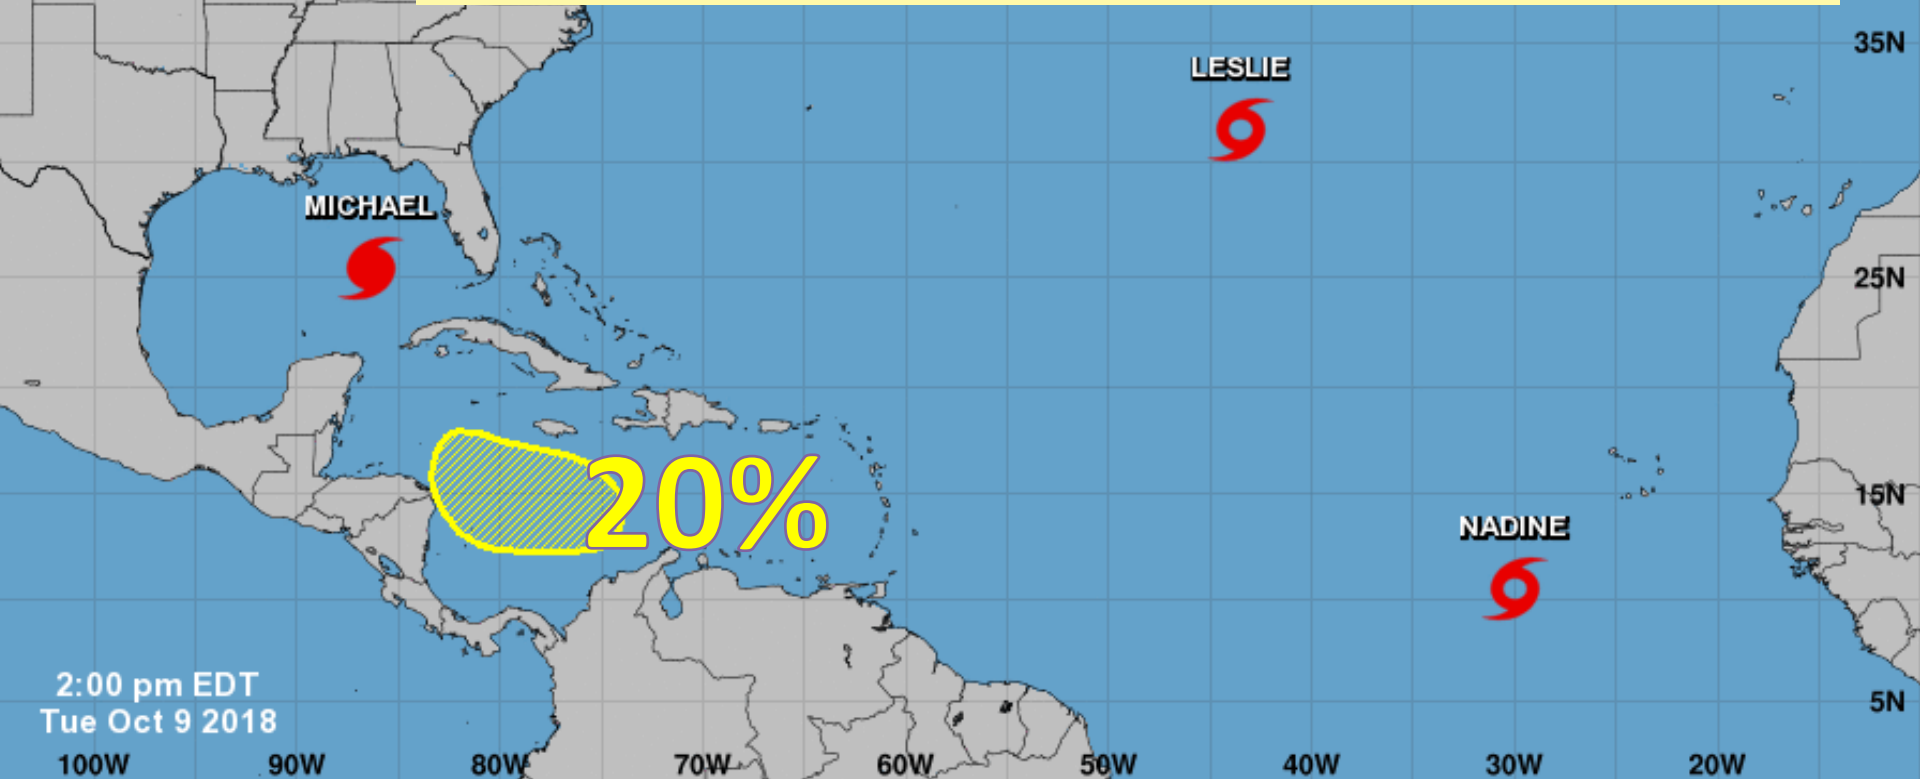 35N
LESLIE
MICHAEL
25N
20%
15N
NADINE
2:00 pm EDT
Tue Oct 9 2018
5N
100W 90W 80W 70W 60W 50W 40W 30W 20W